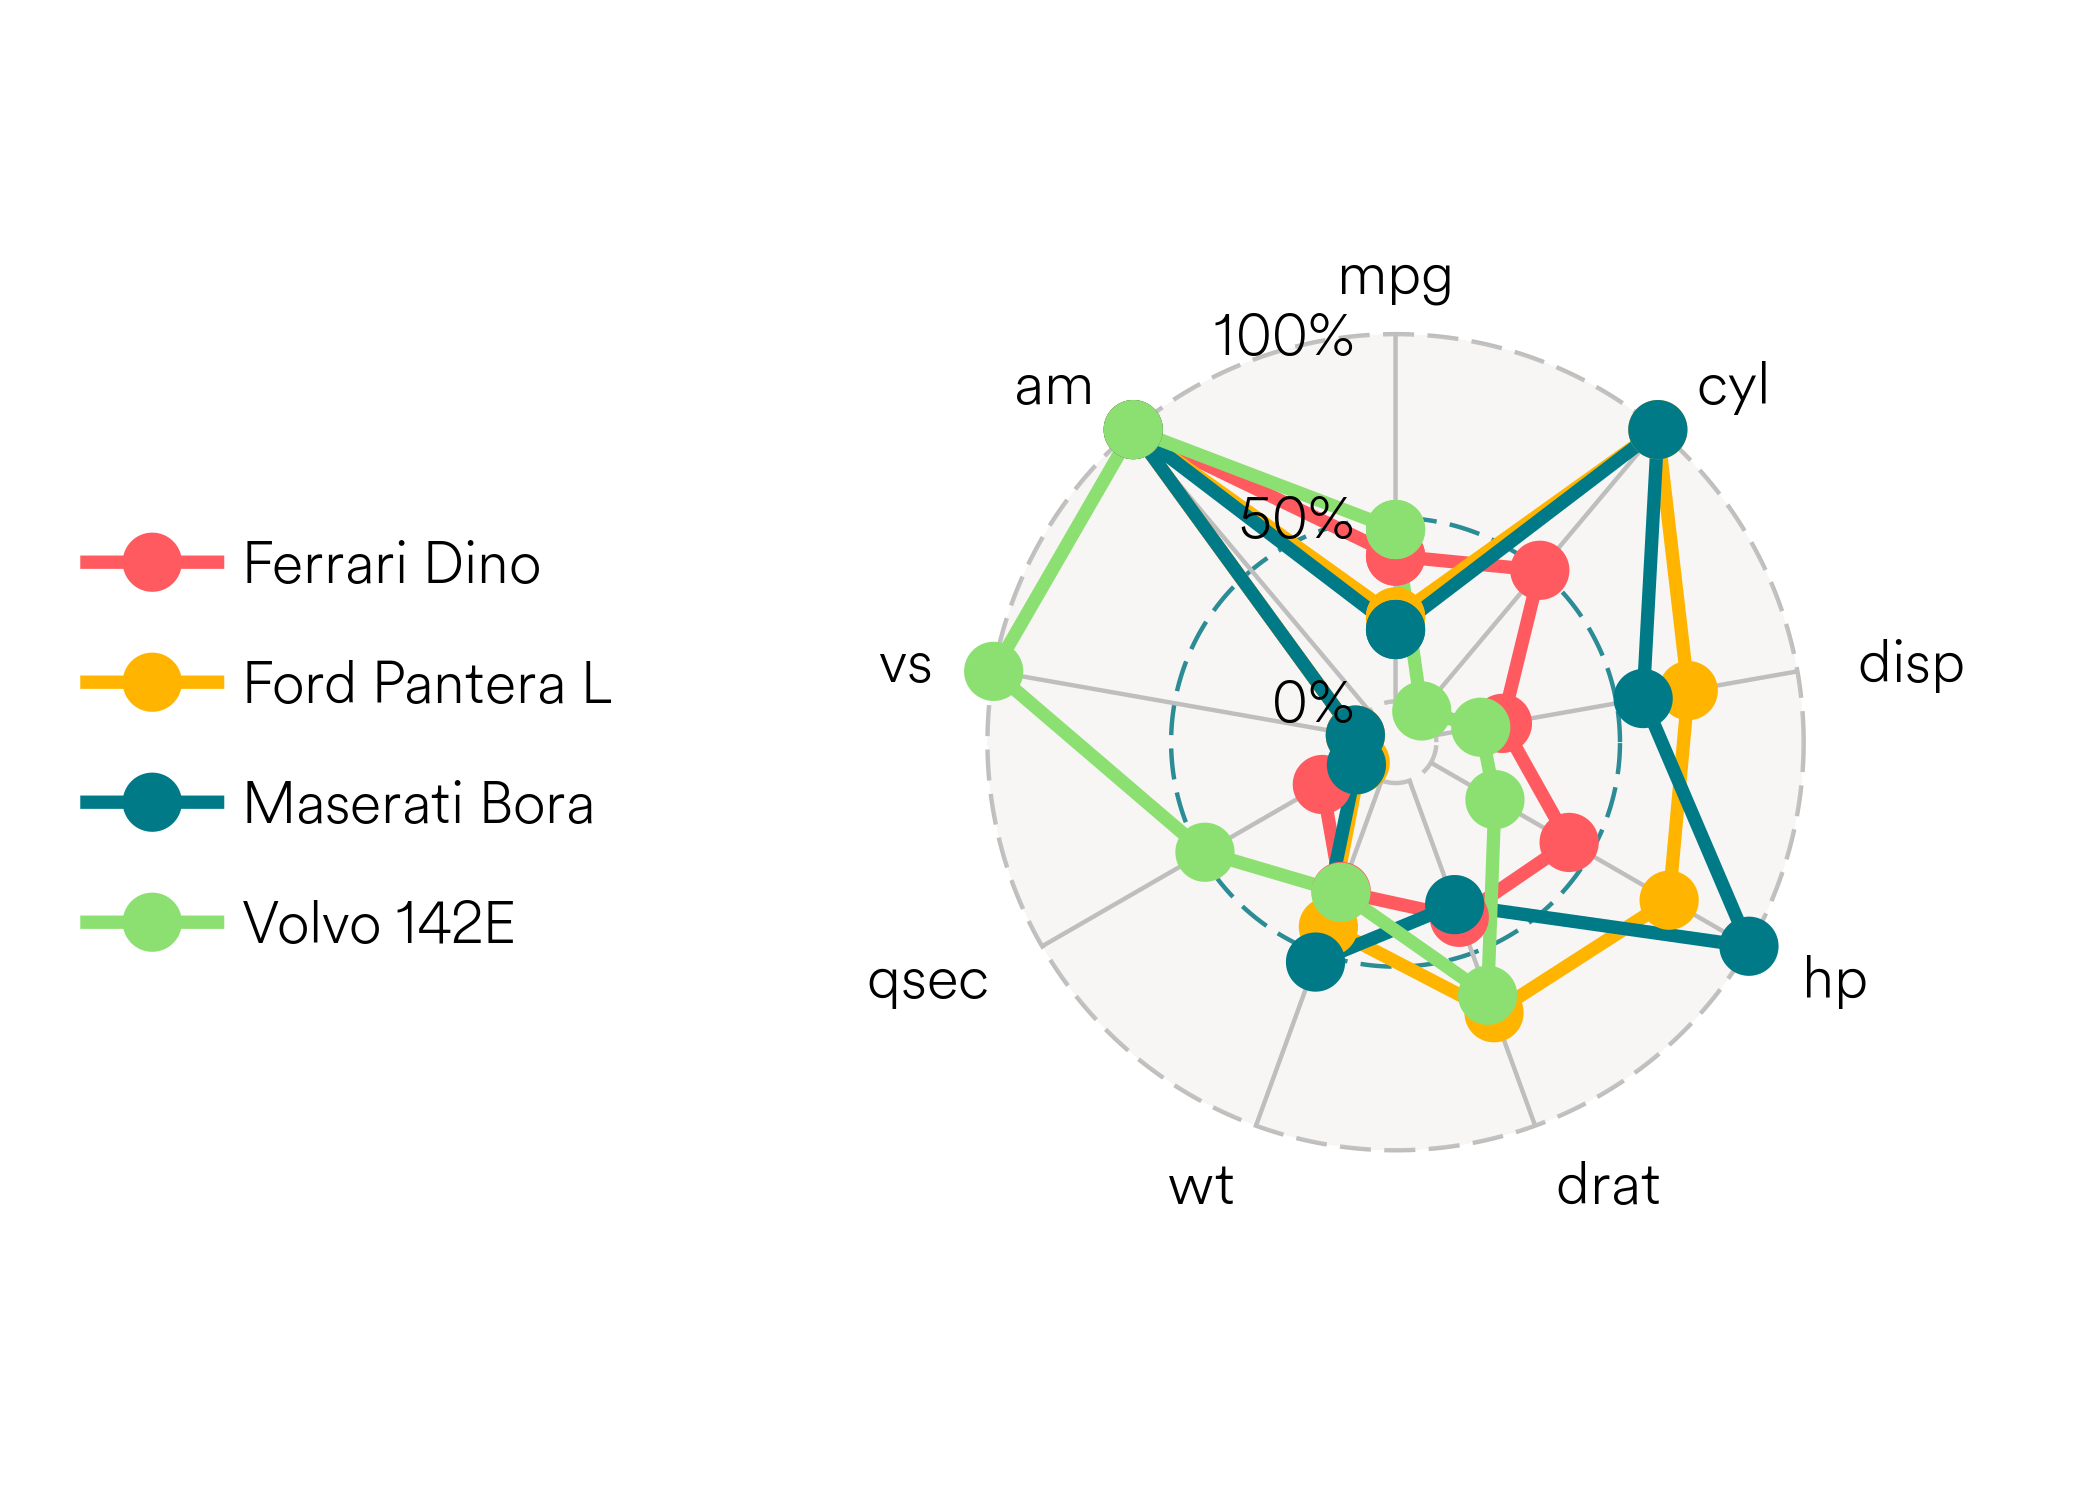 Ferrari Dino
Ford Pantera L
Maserati Bora
Volvo 142E
mpg
100%
am
cyl
50%
vs
disp
0%
qsec
hp
wt
drat